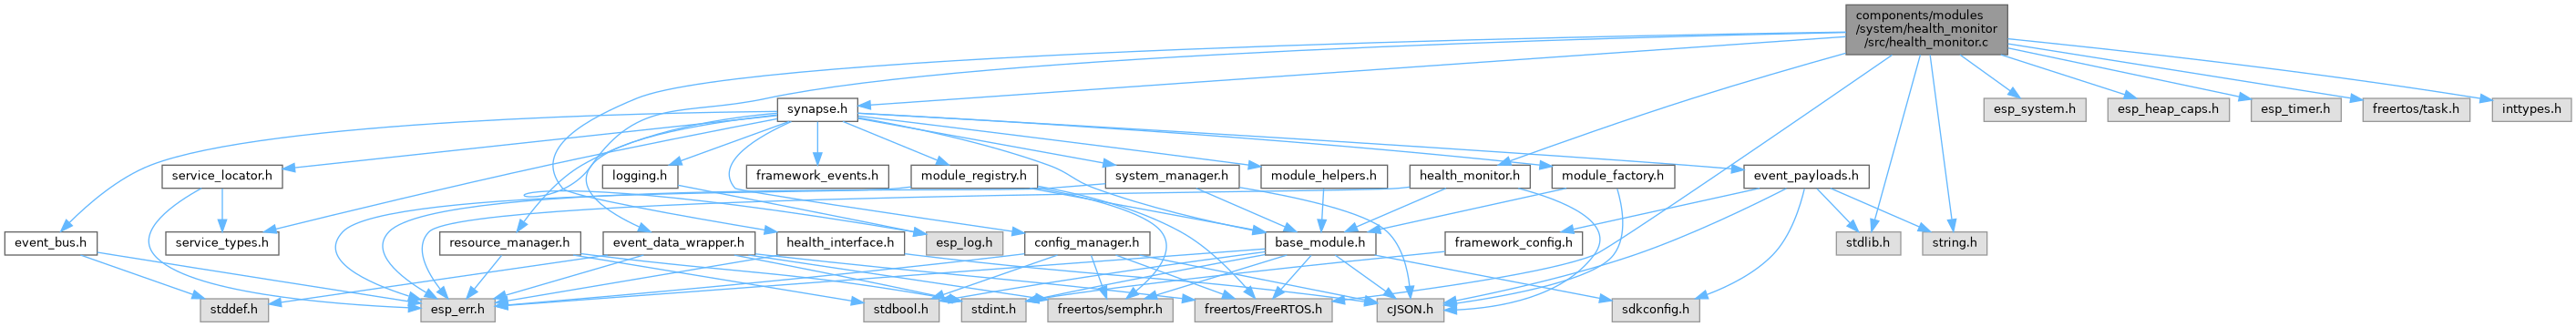 components/modules
/system/health_monitor
/src/health_monitor.c
synapse.h
esp_system.h
esp_heap_caps.h
esp_timer.h
freertos/task.h
inttypes.h
service_locator.h
logging.h
framework_events.h
module_registry.h
system_manager.h
module_helpers.h
health_monitor.h
module_factory.h
event_payloads.h
event_bus.h
service_types.h
resource_manager.h
event_data_wrapper.h
health_interface.h
esp_log.h
config_manager.h
base_module.h
framework_config.h
stdlib.h
string.h
stddef.h
esp_err.h
stdbool.h
stdint.h
freertos/semphr.h
freertos/FreeRTOS.h
cJSON.h
sdkconfig.h